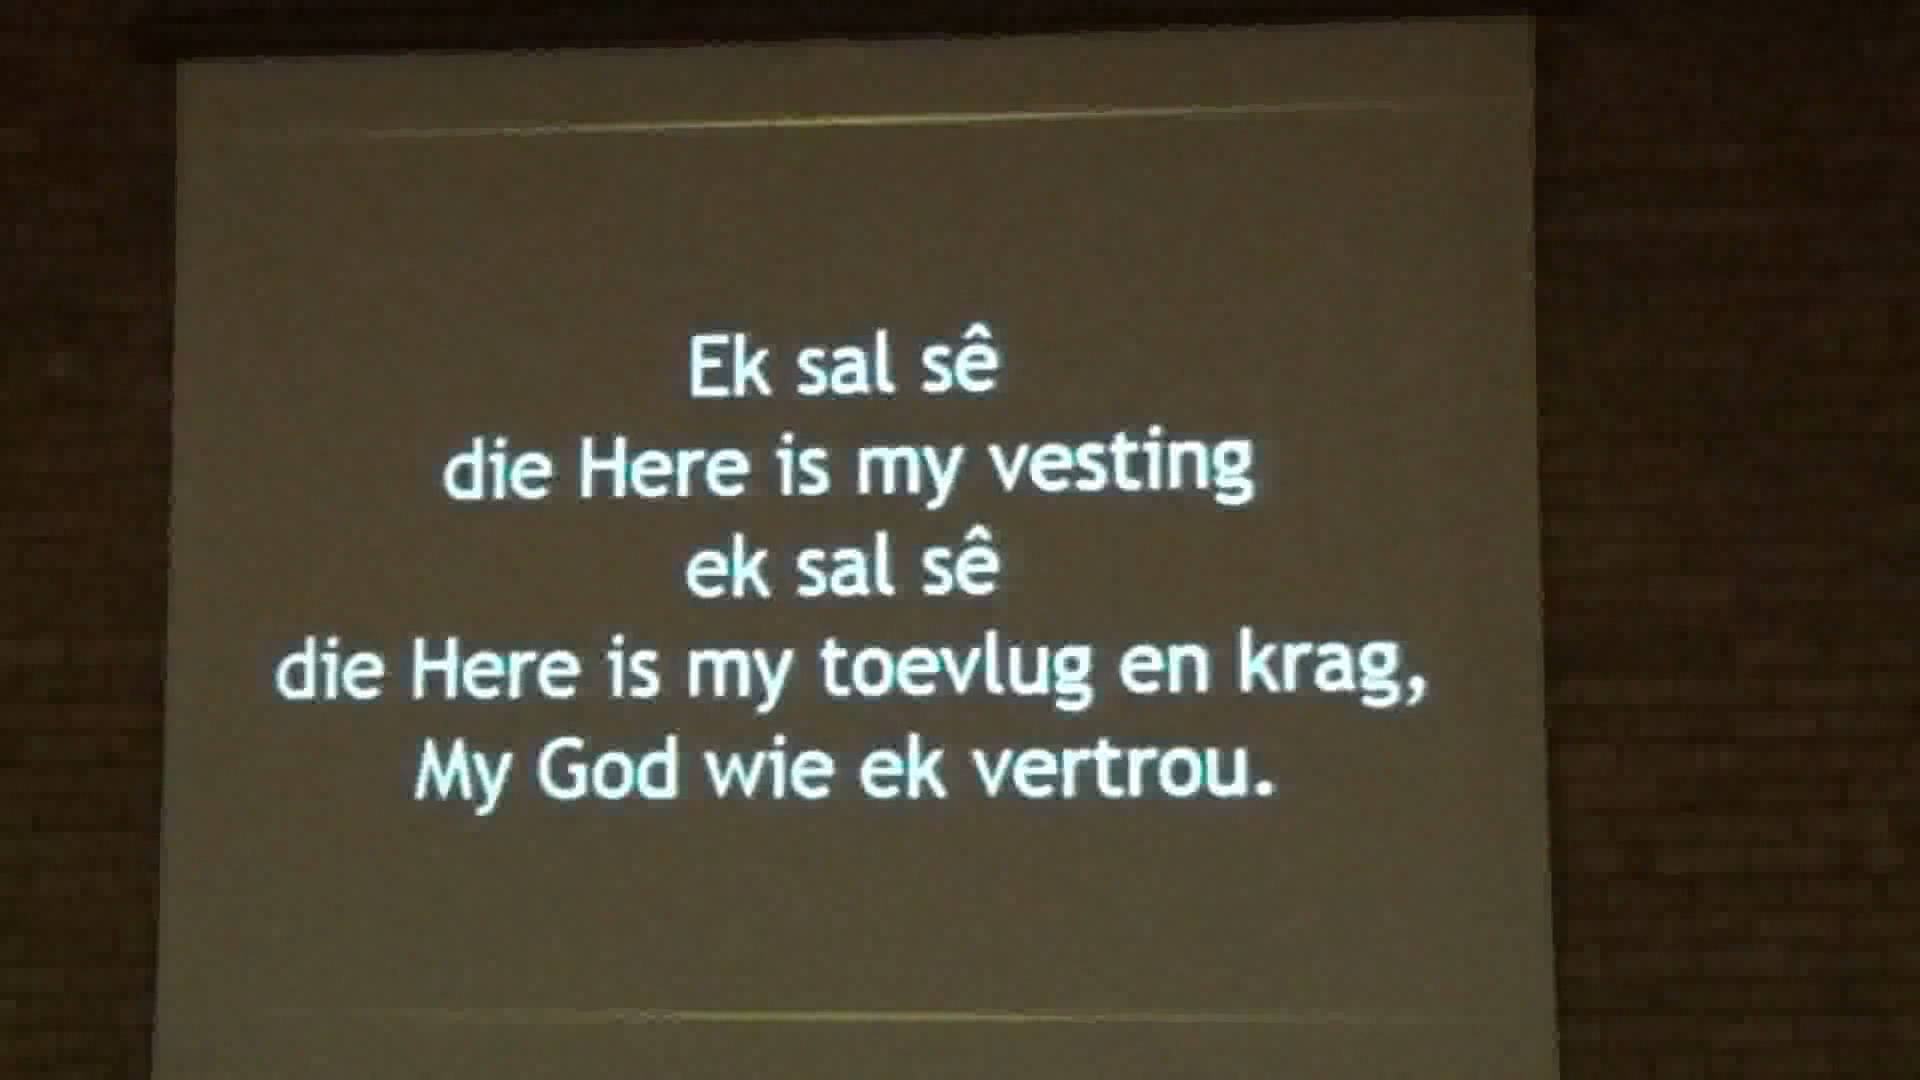 Ek sal sê
die Here is my vesting
ek sal sê
die Here is my toevlug en krag,
My God wie ek vertrou.